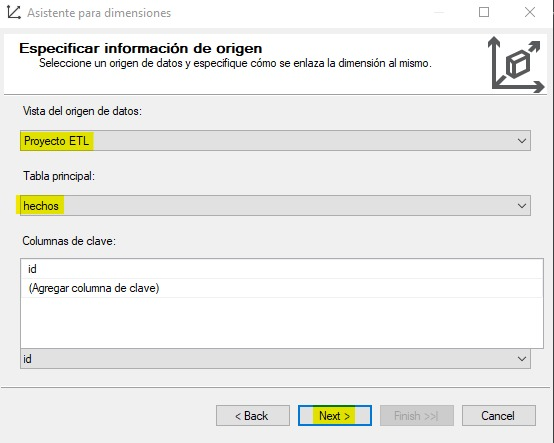 Asistente para dimensiones
Especificar información de origen
Seleccione un origen de datos y especifique cómo se enlaza la dimensión al mismo.
Vista del origen de datos:
Proyecto ETL
Tabla principal:
hechos
Columnas de clave:
id
(Agregar columna de clave)
id
< Back
Next >
Finish >>|
Cancel